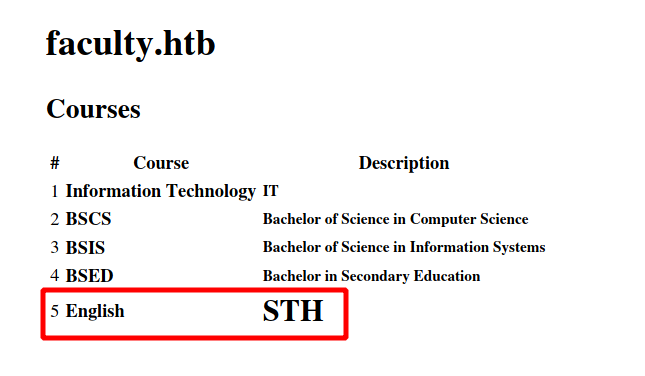 faculty.htb
Courses
# Course Description
1 Information Technology IT
2 BSCS Bachelor of Science in Computer Science
3 BSIS Bachelor of Science in Information Systems
4 BSED Bachelor in Secondary Education
5 English STH